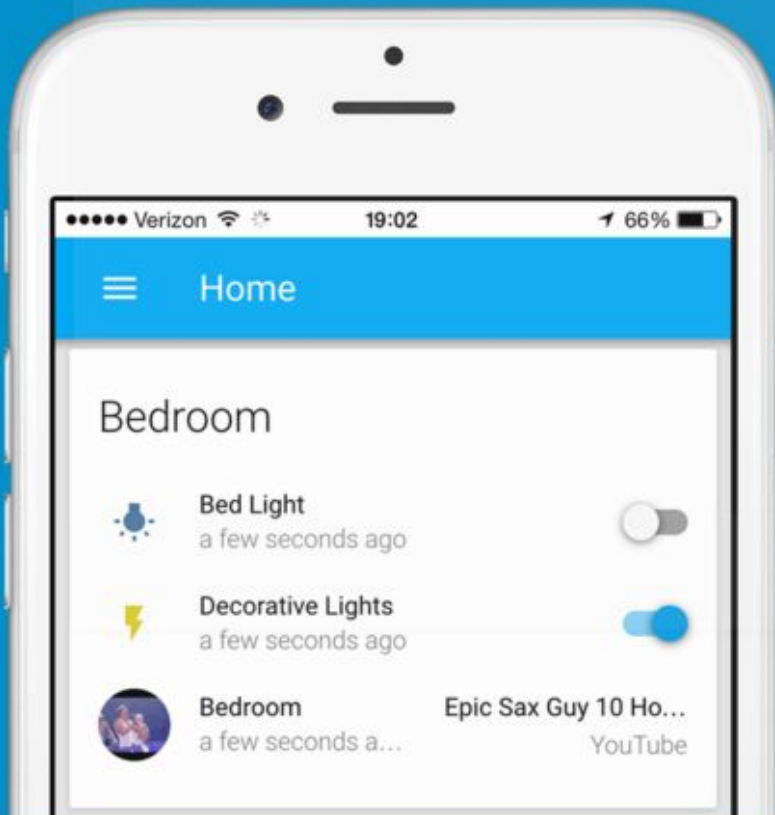 Verizon 19:02 66%
Home
Bedroom
Bed Light
a few seconds ago
Decorative Lights
a few seconds ago
Bedroom Epic Sax Guy 10 Ho...
a few seconds a... YouTube